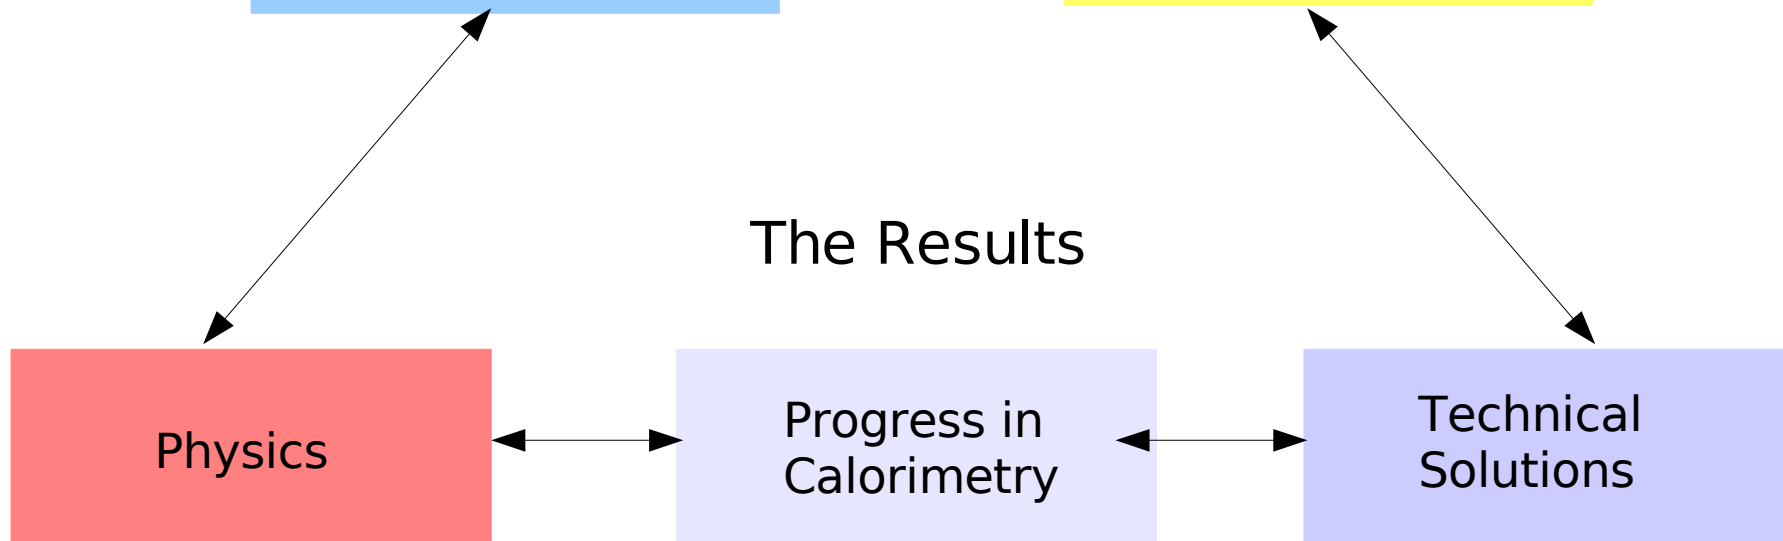 The Results
Physics
Progress in
Calorimetry
Technical
Solutions